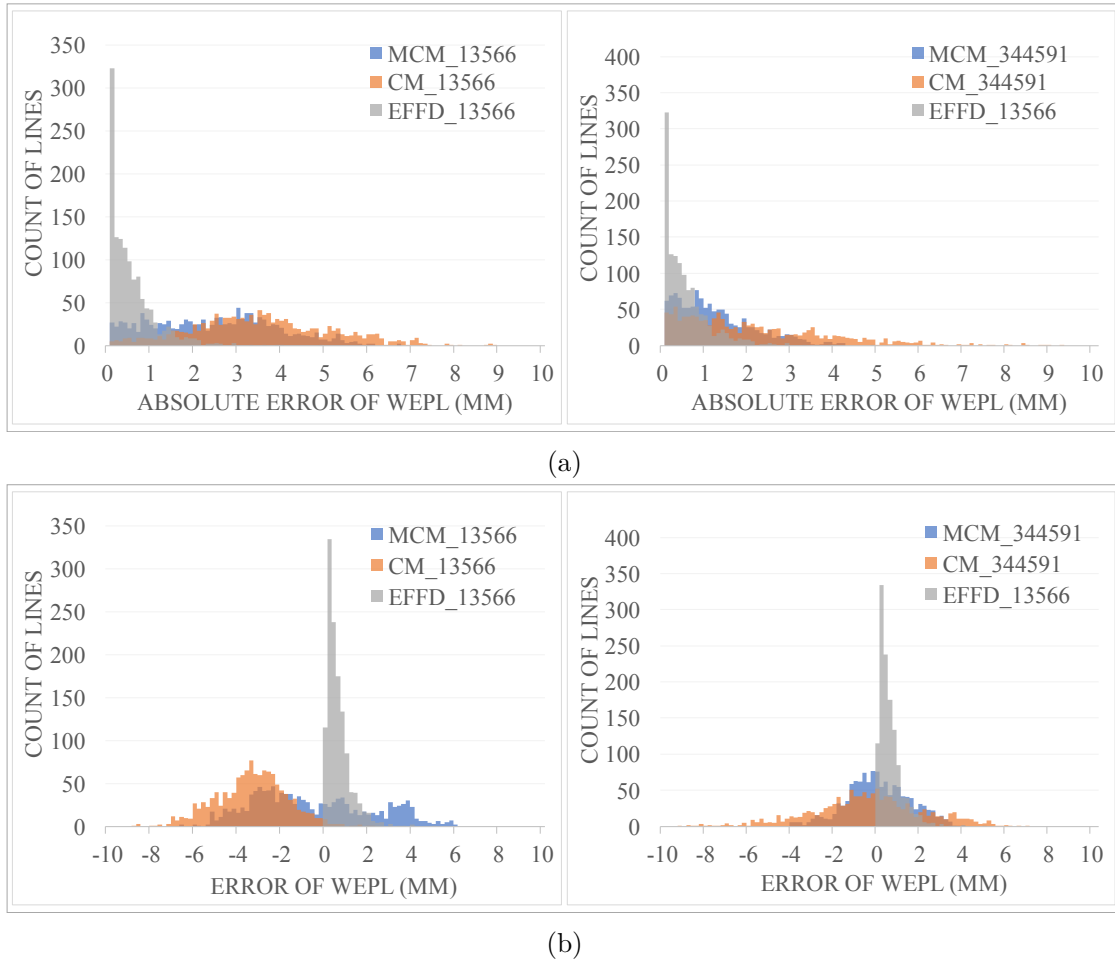 350
300
250
200
150
100
50
0
COUNT OF LINES
MCM_13566
CM_13566
EFFD_13566
0 1 2 3 4 5 6 7 8 9 10
ABSOLUTE ERROR OF WEPL (MM)
400
350
300
250
200
150
100
50
0
COUNT OF LINES
MCM_344591
CM_344591
EFFD_13566
0 1 2 3 4 5 6 7 8 9 10
ABSOLUTE ERROR OF WEPL (MM)
(a)
350
300
250
200
150
100
50
0
COUNT OF LINES
MCM_13566
CM_13566
EFFD_13566
-10 -8 -6 -4 -2 0 2 4 6 8 10
ERROR OF WEPL (MM)
400
350
300
250
200
150
100
50
0
COUNT OF LINES
MCM_344591
CM_344591
EFFD_13566
-10 -8 -6 -4 -2 0 2 4 6 8 10
ERROR OF WEPL (MM)
(b)